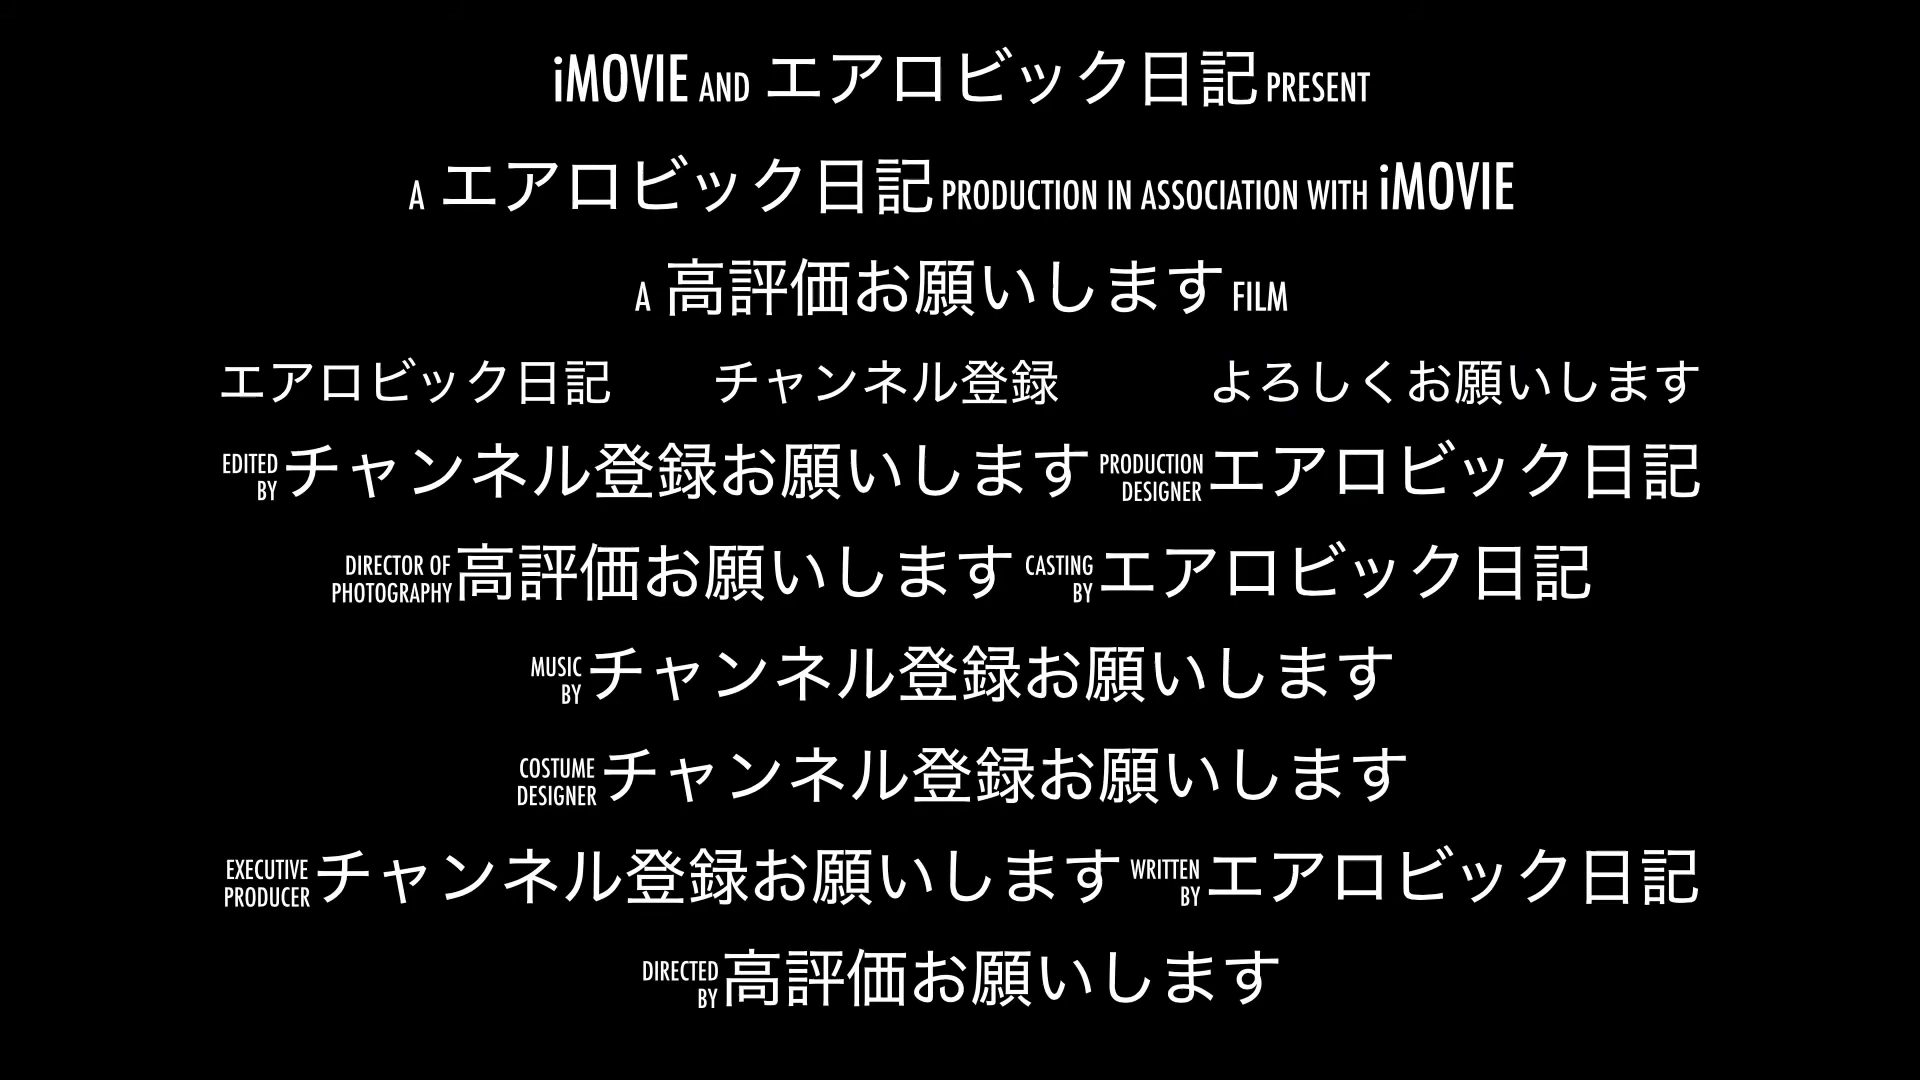 iMOVIE AND エアロビック日記 PRESENT
A エアロビック日記 PRODUCTION IN ASSOCIATION WITH iMOVIE
A 高評価お願いします FILM
エアロビック日記 チャンネル登録 よろしくお願いします
EDITED BY チャンネル登録お願いします PRODUCTION DESIGNER エアロビック日記
DIRECTOR OF PHOTOGRAPHY 高評価お願いします CASTING BY エアロビック日記
MUSIC BY チャンネル登録お願いします
COSTUME DESIGNER チャンネル登録お願いします
EXECUTIVE PRODUCER チャンネル登録お願いします WRITTEN BY エアロビック日記
DIRECTED BY 高評価お願いします